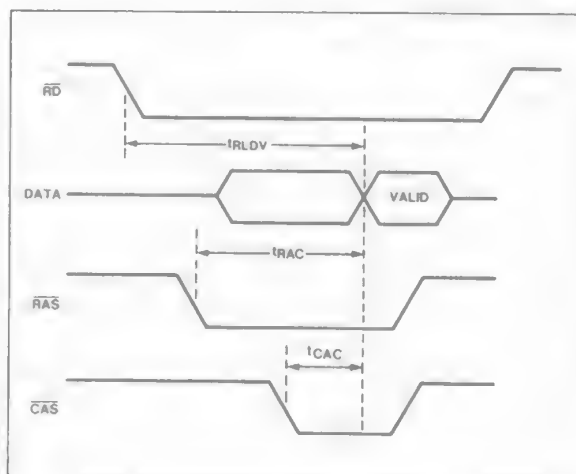 RD
tRLDV
DATA
VALID
tRAC
RAS
tCAC
CAS